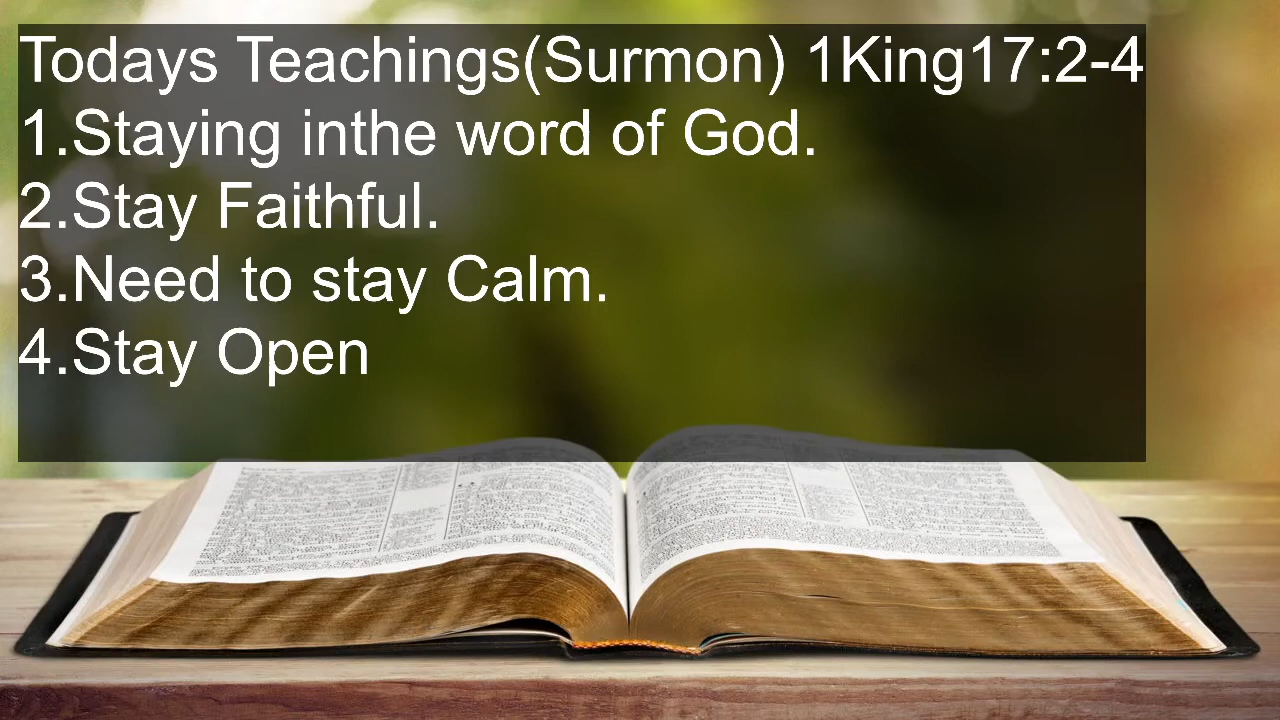 Todays Teachings(Surmon) 1King17:2-4
1.Staying inthe word of God.
2.Stay Faithful.
3.Need to stay Calm.
4.Stay Open